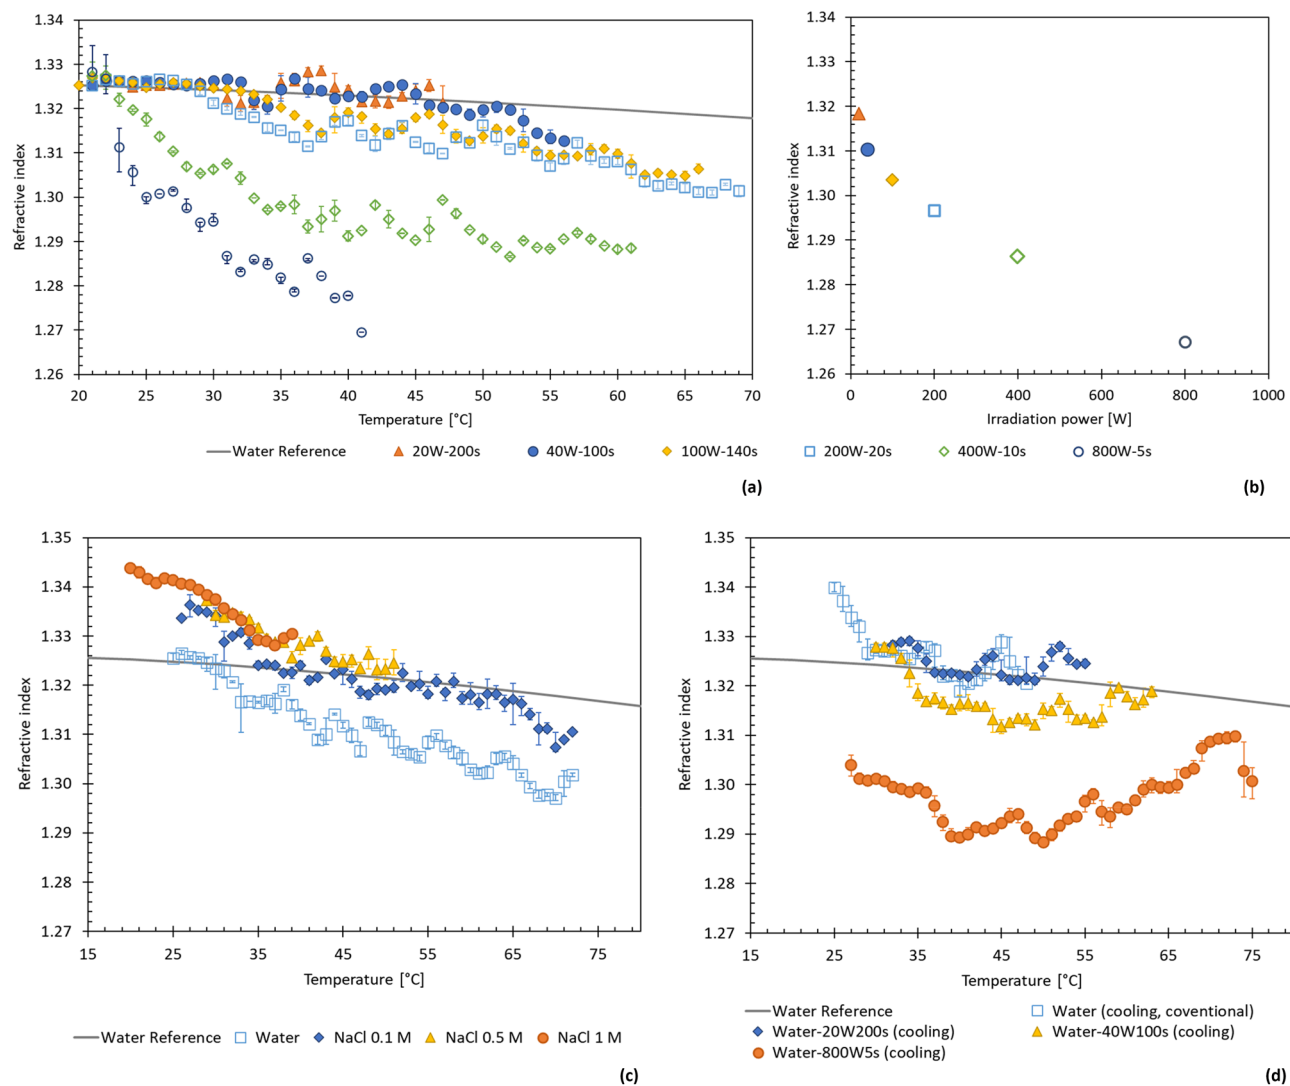 1.34
1.33
1.32
1.31
1.30
1.29
1.28
1.27
1.26
Refractive index
20 25 30 35 40 45 50 55 60 65 70
Temperature [°C]
1.34
1.33
1.32
1.31
1.30
1.29
1.28
1.27
1.26
Refractive index
0 200 400 600 800 1000
Irradiation power [W]
Water Reference 20W-200s 40W-100s 100W-140s 200W-20s 400W-10s 800W-5s
(a)
(b)
1.35
1.34
1.33
1.32
1.31
1.30
1.29
1.28
1.27
Refractive index
15 25 35 45 55 65 75
Temperature [°C]
Water Reference Water NaCl 0.1 M NaCl 0.5 M NaCl 1 M
(c)
1.35
1.34
1.33
1.32
1.31
1.30
1.29
1.28
1.27
Refractive index
15 25 35 45 55 65 75
Temperature [°C]
Water Reference Water (cooling, coventional)
Water-20W200s (cooling) Water-40W100s (cooling)
Water-800W5s (cooling)
(d)